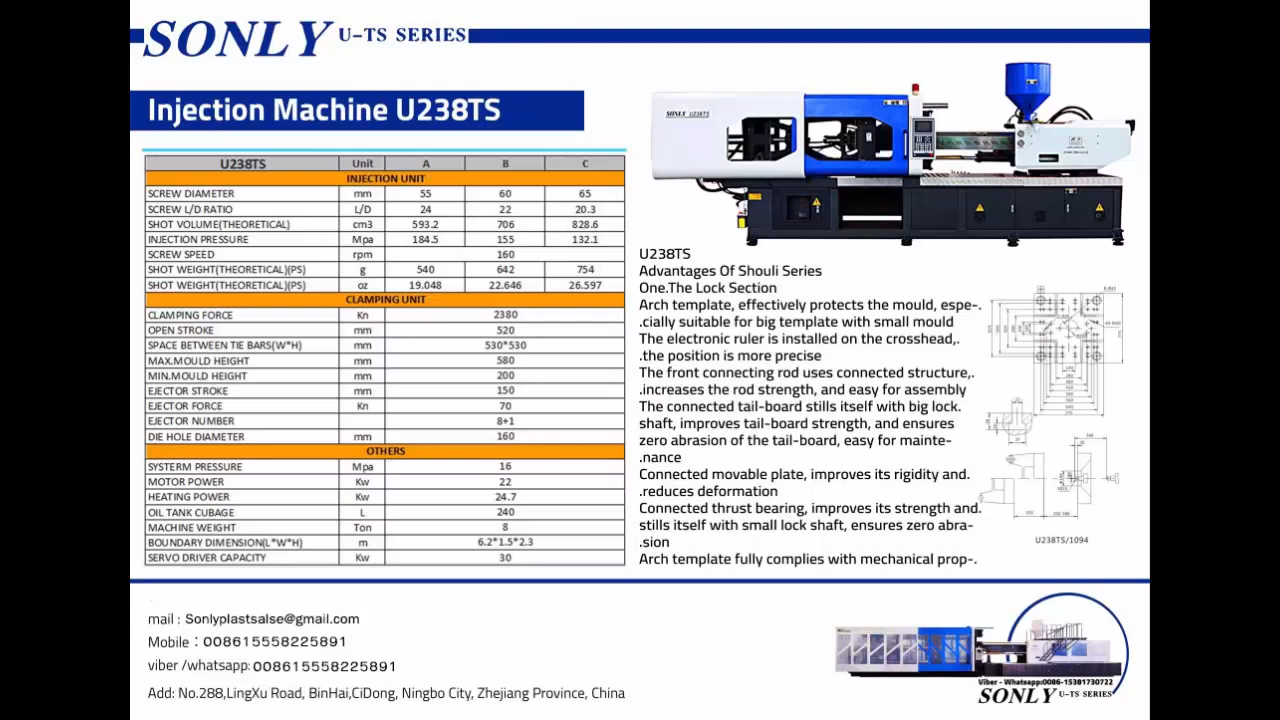 SONLY U-TS SERIES
Injection Machine U238TS
U238TS Unit A B C
INJECTION UNIT
SCREW DIAMETER mm 55 60 65
SCREW L/D RATIO L/D 24 22 20.3
SHOT VOLUME(THEORETICAL) cm3 593.2 706 828.6
INJECTION PRESSURE Mpa 184.5 155 132.1
SCREW SPEED rpm 160
SHOT WEIGHT(THEORETICAL)(PS) g 540 642 754
SHOT WEIGHT(THEORETICAL)(PS) oz 19.048 22.646 26.597
CLAMPING UNIT
CLAMPING FORCE Kn 2380
OPEN STROKE mm 520
SPACE BETWEEN TIE BARS(W*H) mm 530*530
MAX.MOULD HEIGHT mm 580
MIN.MOULD HEIGHT mm 200
EJECTOR STROKE mm 150
EJECTOR FORCE Kn 70
EJECTOR NUMBER 8+1
DIE HOLE DIAMETER mm 160
OTHERS
SYSTERM PRESSURE Mpa 16
MOTOR POWER Kw 22
HEATING POWER Kw 24.7
OIL TANK CUBAGE L 240
MACHINE WEIGHT Ton 8
BOUNDARY DIMENSION(L*W*H) m 6.2*1.5*2.3
SERVO DRIVER CAPACITY Kw 30
SONLY U238TS
U238TS
Advantages Of Shouli Series
One.The Lock Section
Arch template, effectively protects the mould, espe-.
.cially suitable for big template with small mould
The electronic ruler is installed on the crosshead,.
.the position is more precise
The front connecting rod uses connected structure,.
.increases the rod strength, and easy for assembly
The connected tail-board stills itself with big lock.
shaft, improves tail-board strength, and ensures
zero abrasion of the tail-board, easy for mainte-
.nance
Connected movable plate, improves its rigidity and.
.reduces deformation
Connected thrust bearing, improves its strength and.
stills itself with small lock shaft, ensures zero abra-
.sion
Arch template fully complies with mechanical prop-.
U238TS/1094
mail : Sonlyplastsalse@gmail.com
Mobile：008615558225891
viber /whatsapp: 008615558225891
Add: No.288,LingXu Road, BinHai,CiDong, Ningbo City, Zhejiang Province, China
Viber - Whatsapp:0086-15381730722
SONLY U-TS SERIES